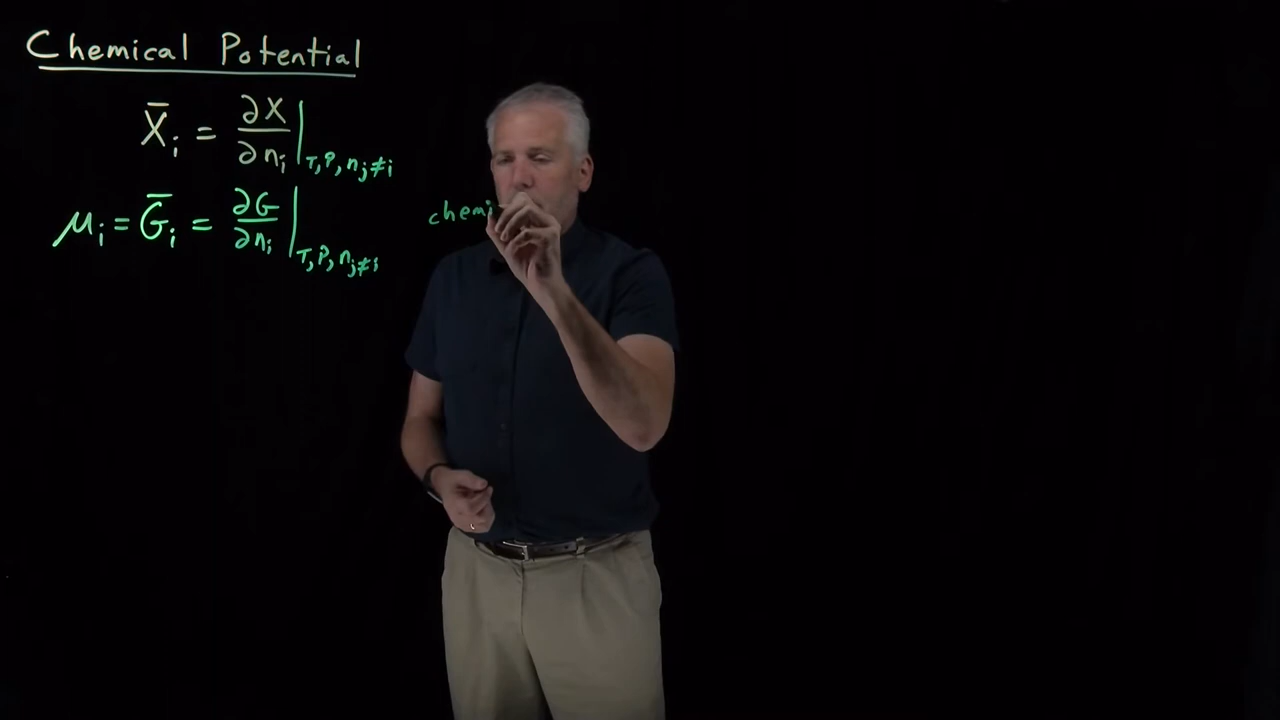 Chemical Potential
X̄ᵢ = ∂X/∂nᵢ |T, P, nⱼ≠ᵢ
μᵢ = Ḡᵢ = ∂G/∂nᵢ |T, P, nⱼ≠ᵢ chemi